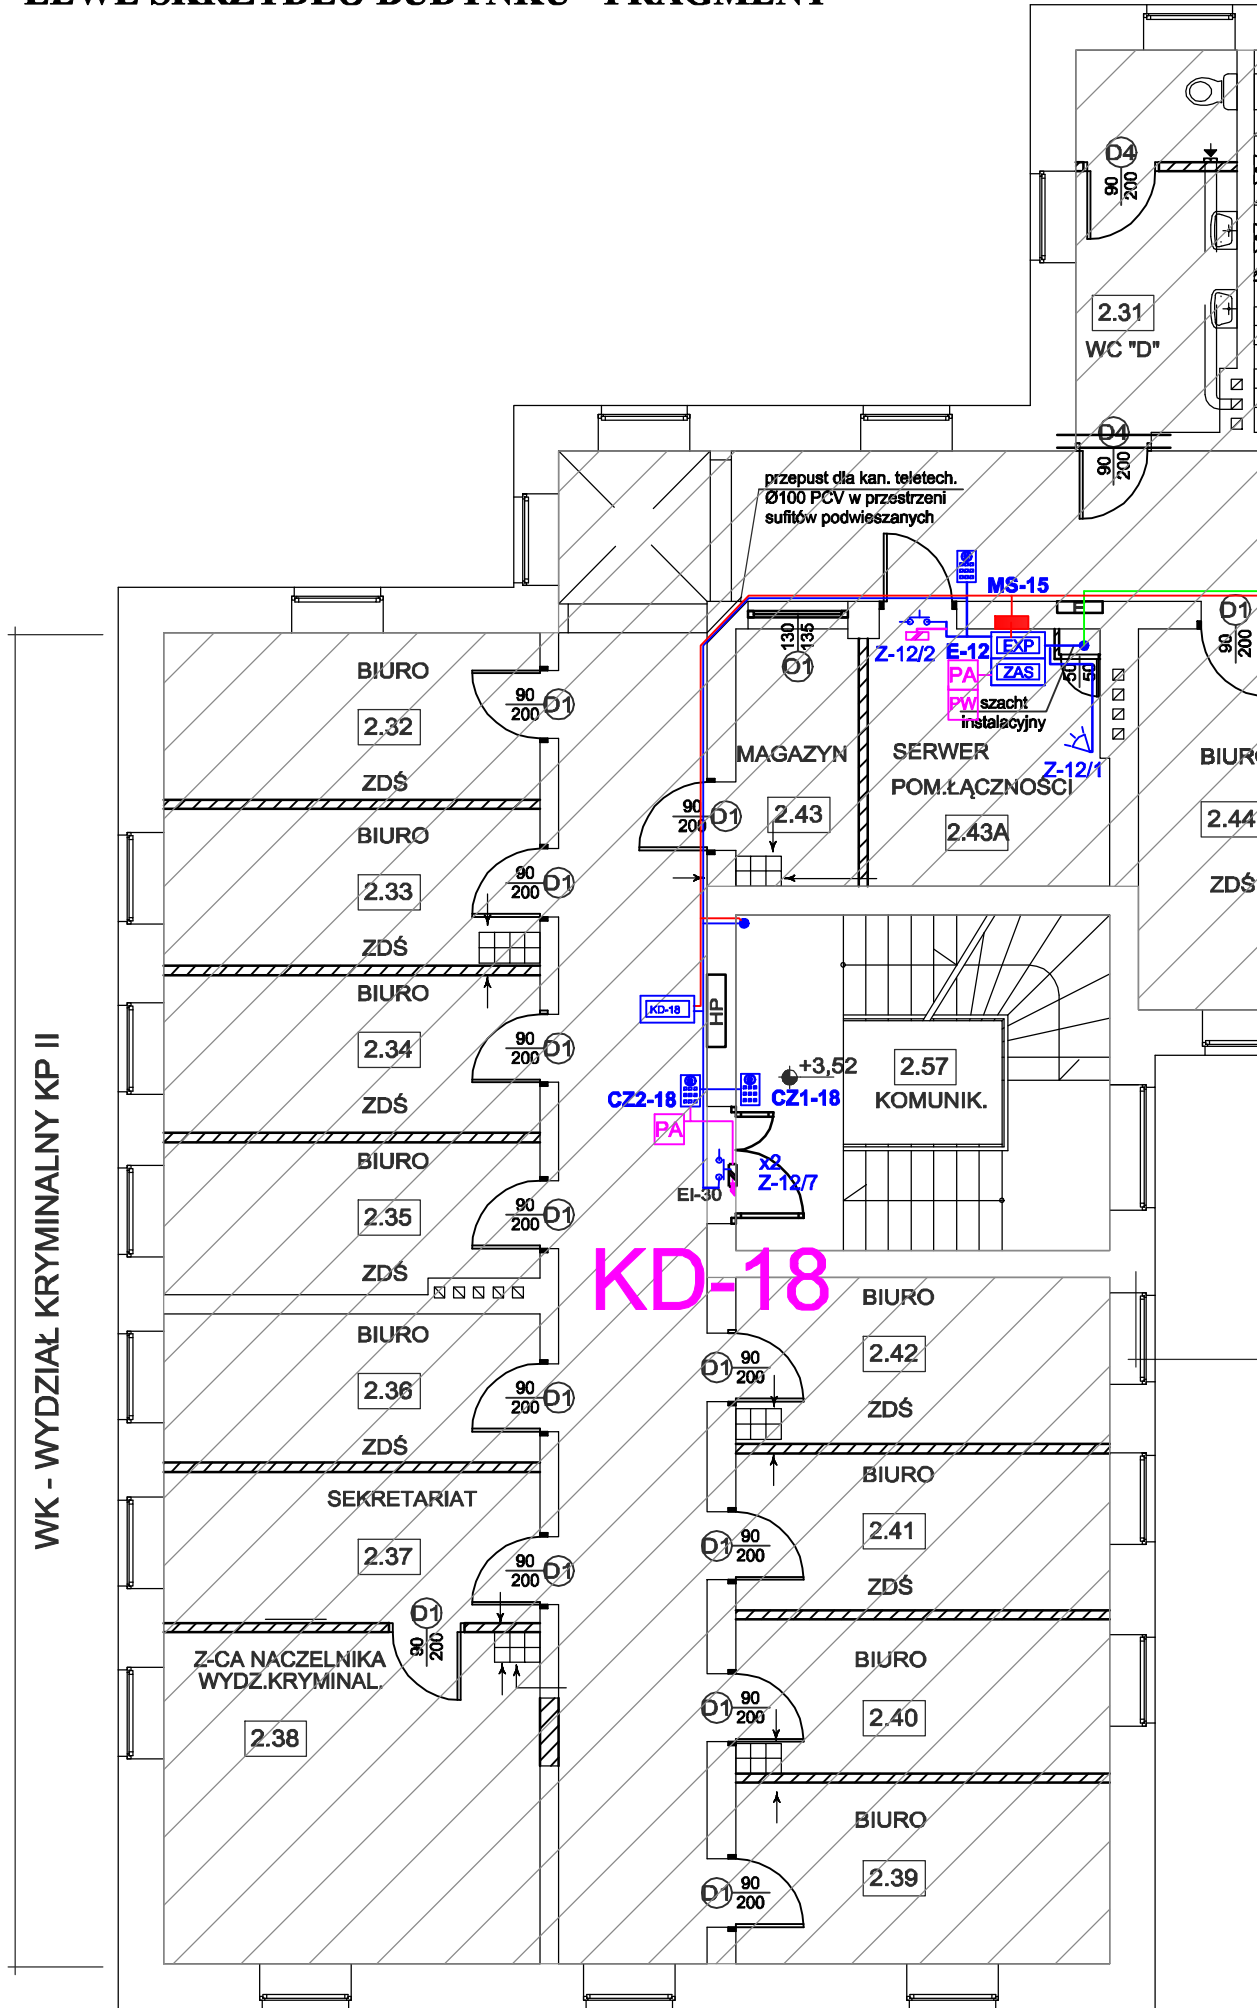 LEWE SKRZYDŁO BUDYNKU - FRAGMENT
D4
90
200
2.31
WC "D"
D4
90
200
przepust dla kan. teletech.
Ø100 PCV w przestrzeni
sufitów podwieszanych
MS-15
E
D1
90
200
130
135
D1
Z-12/2
E-12
EXP
ZAS
PA
PW
50
50
szacht
instalacyjny
Z-12/1
BIURO
2.32
ZDŚ
90
200
D1
MAGAZYN
2.43
90
200
D1
SERWER
POM.ŁĄCZNOŚCI
2.43A
BIURO
2.44
ZDŚ
BIURO
2.33
ZDŚ
90
200
D1
BIURO
2.34
ZDŚ
90
200
D1
KD-18
HP
+3,52
2.57
KOMUNIK.
CZ2-18
CZ1-18
PA
x2
Z-12/7
EI-30
BIURO
2.35
ZDŚ
90
200
D1
KD-18
WK - WYDZIAŁ KRYMINALNY KP II
BIURO
2.36
ZDŚ
90
200
D1
BIURO
2.42
ZDŚ
D1
90
200
SEKRETARIAT
2.37
90
200
D1
BIURO
2.41
ZDŚ
D1
90
200
D1
90
200
Z-CA NACZELNIKA
WYDZ.KRYMINAL.
2.38
BIURO
2.40
D1
90
200
BIURO
2.39
D1
90
200